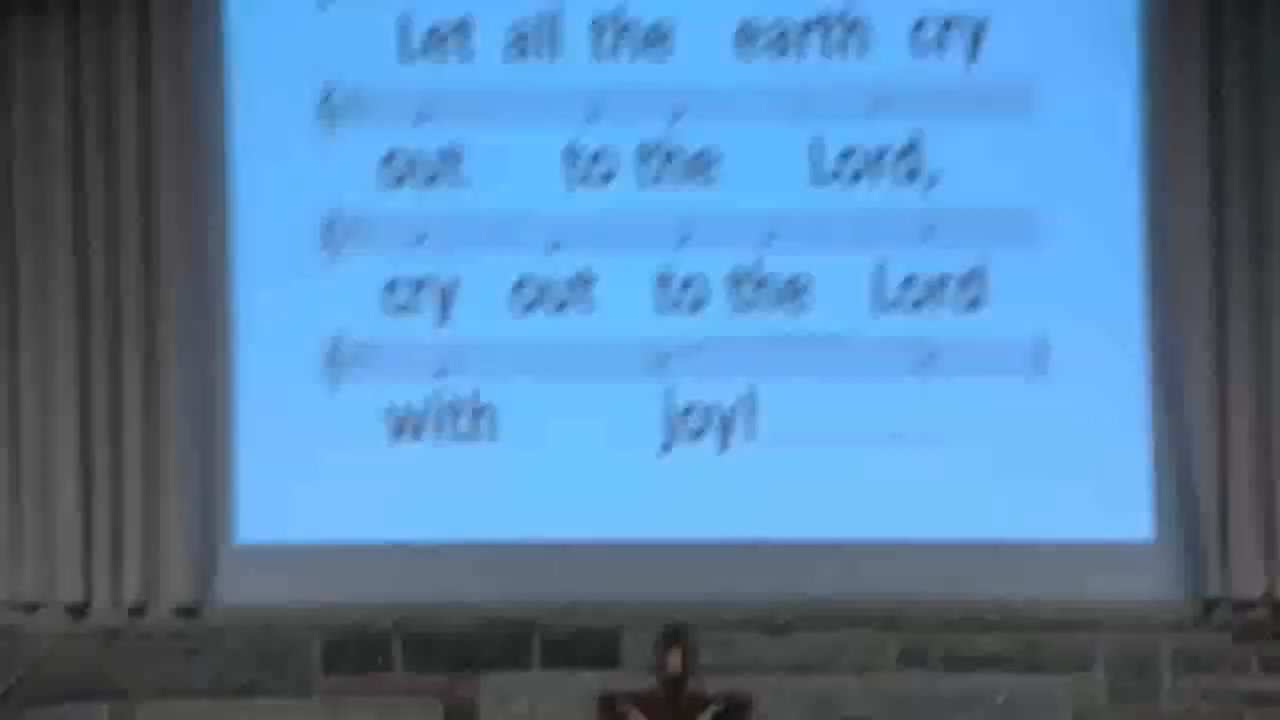 Let all the earth cry
out to the Lord,
cry out to the Lord
with joy!